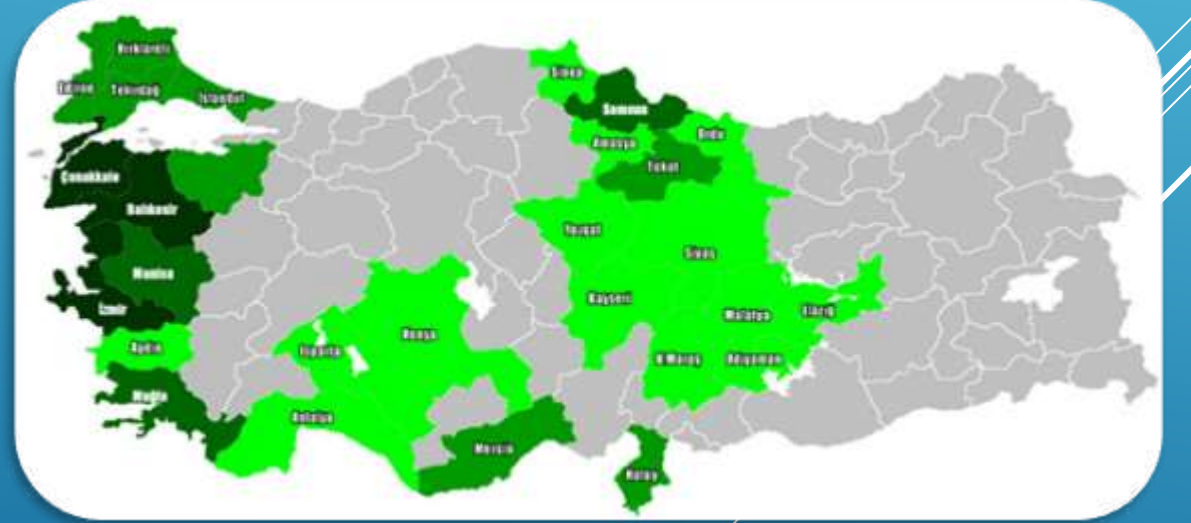 Kırklareli
Edirne
Tekirdağ
İstanbul
Sinop
Samsun
Ordu
Amasya
Tokat
Çanakkale
Balıkesir
Yozgat
Sivas
Manisa
İzmir
Kayseri
Malatya
Elazığ
Konya
Aydın
Isparta
K.Maraş
Adıyaman
Muğla
Antalya
Mersin
Hatay